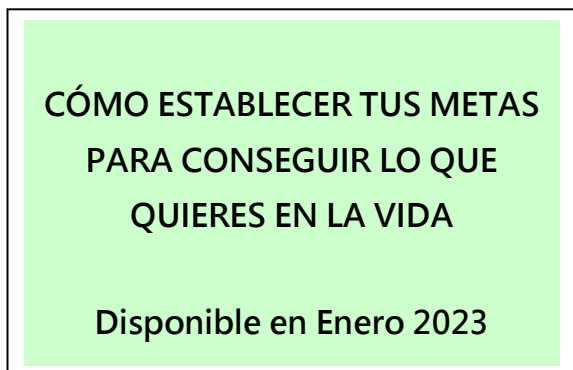 CÓMO ESTABLECER TUS METAS
PARA CONSEGUIR LO QUE
QUIERES EN LA VIDA
Disponible en Enero 2023